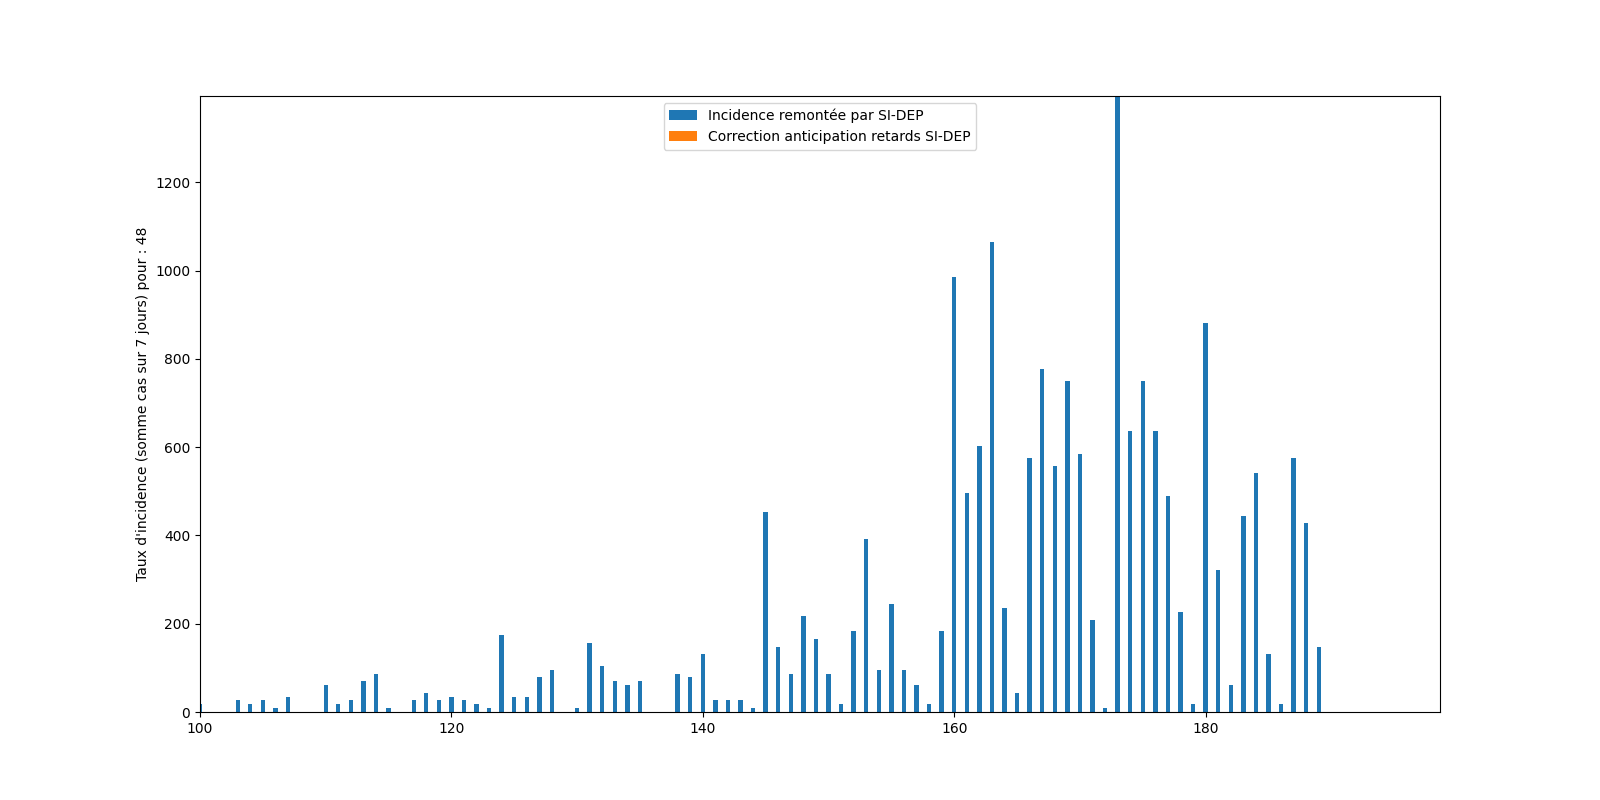 Incidence remontée par SI-DEP
Correction anticipation retards SI-DEP
Taux d'incidence (somme cas sur 7 jours) pour : 48
1200
1000
800
600
400
200
0
100 120 140 160 180